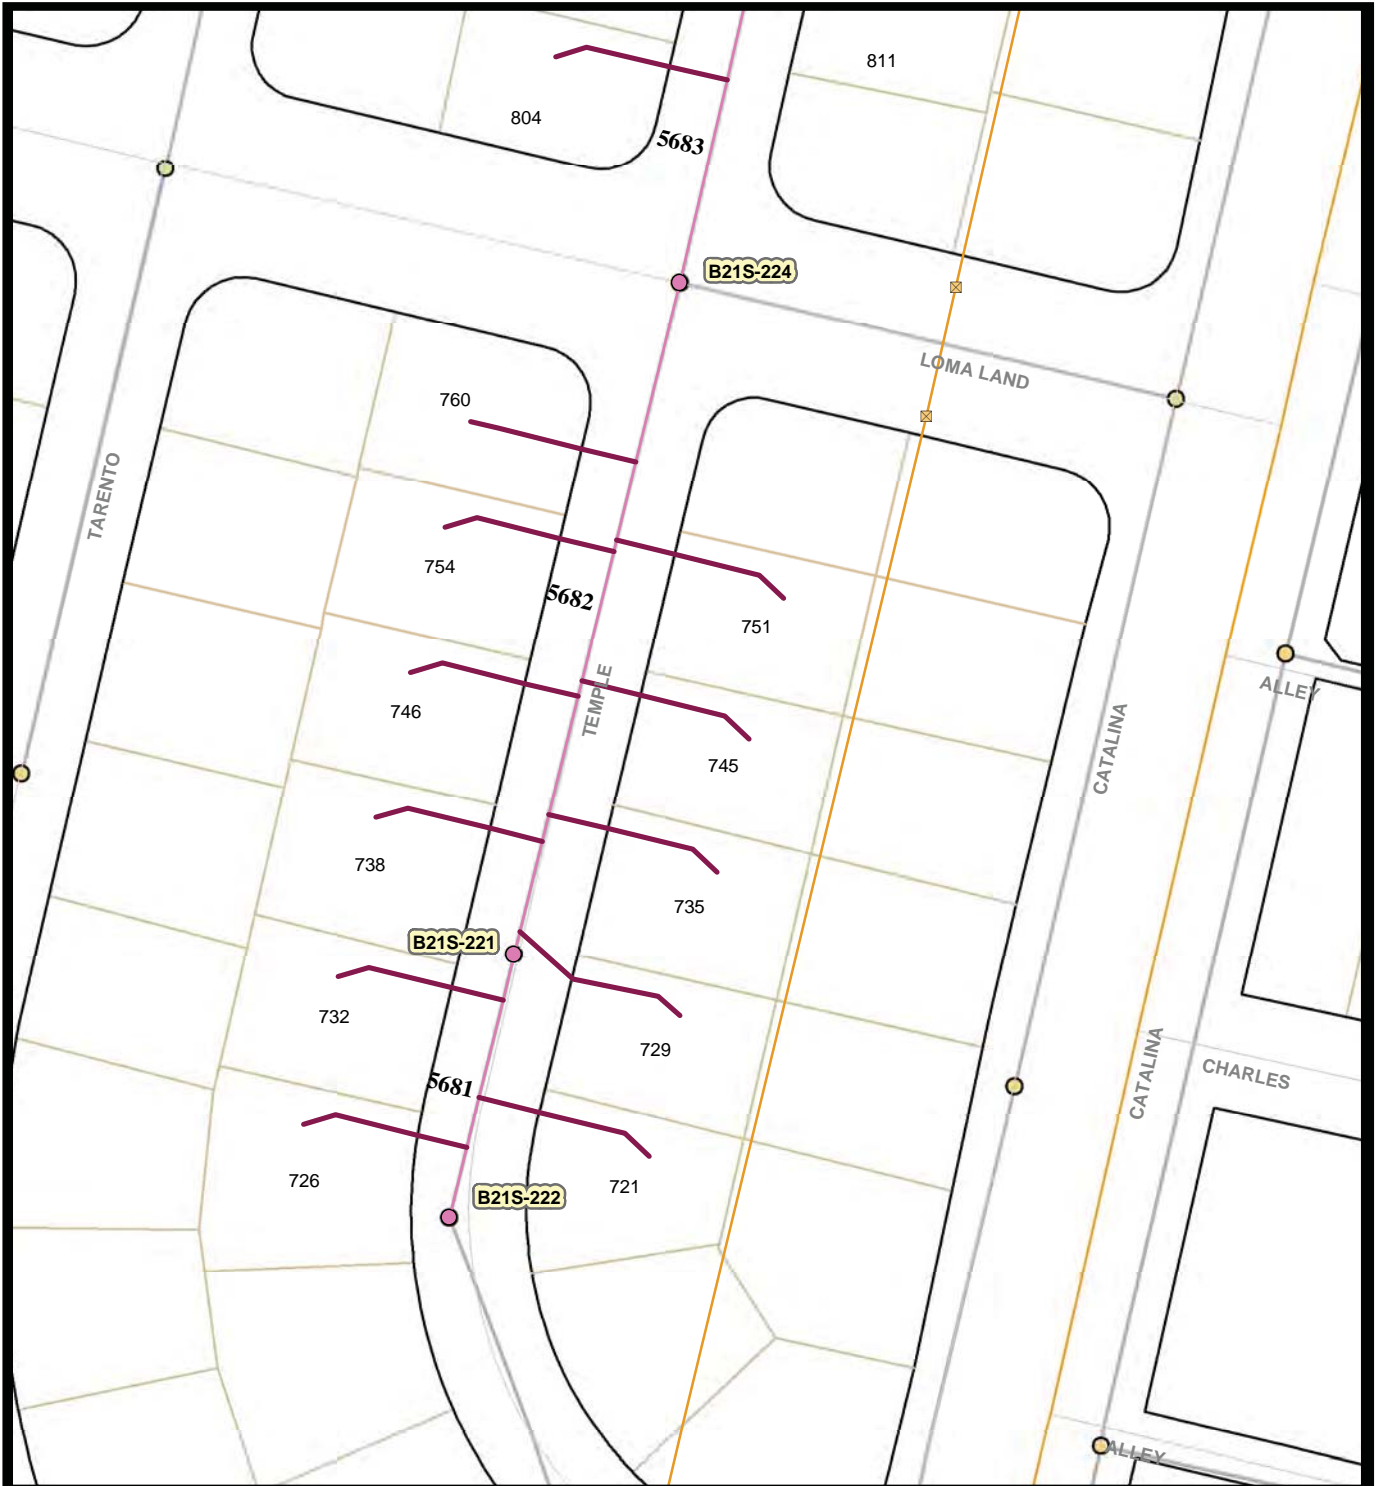 811
804
5683
B21S-224
LOMA LAND
760
TARENTO
754
5682
751
TEMPLE
ALLEY
746
CATALINA
745
738
735
B21S-221
732
729
CATALINA
CHARLES
5681
726
721
B21S-222
ALLEY